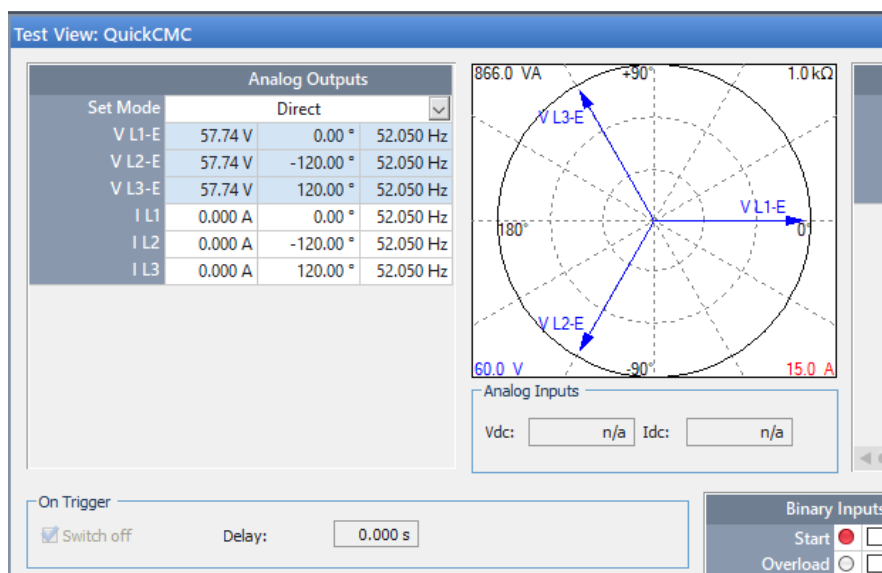 Test View: QuickCMC
Analog Outputs
Set Mode Direct
V L1-E 57.74 V 0.00 ° 52.050 Hz
V L2-E 57.74 V -120.00 ° 52.050 Hz
V L3-E 57.74 V 120.00 ° 52.050 Hz
I L1 0.000 A 0.00 ° 52.050 Hz
I L2 0.000 A -120.00 ° 52.050 Hz
I L3 0.000 A 120.00 ° 52.050 Hz
866.0 VA +90° 1.0 kΩ
V L3-E
V L1-E
180° 0°
V L2-E
60.0 V -90° 15.0 A
Analog Inputs
Vdc: n/a Idc: n/a
On Trigger
Switch off Delay: 0.000 s
Binary Inputs
Start
Overload